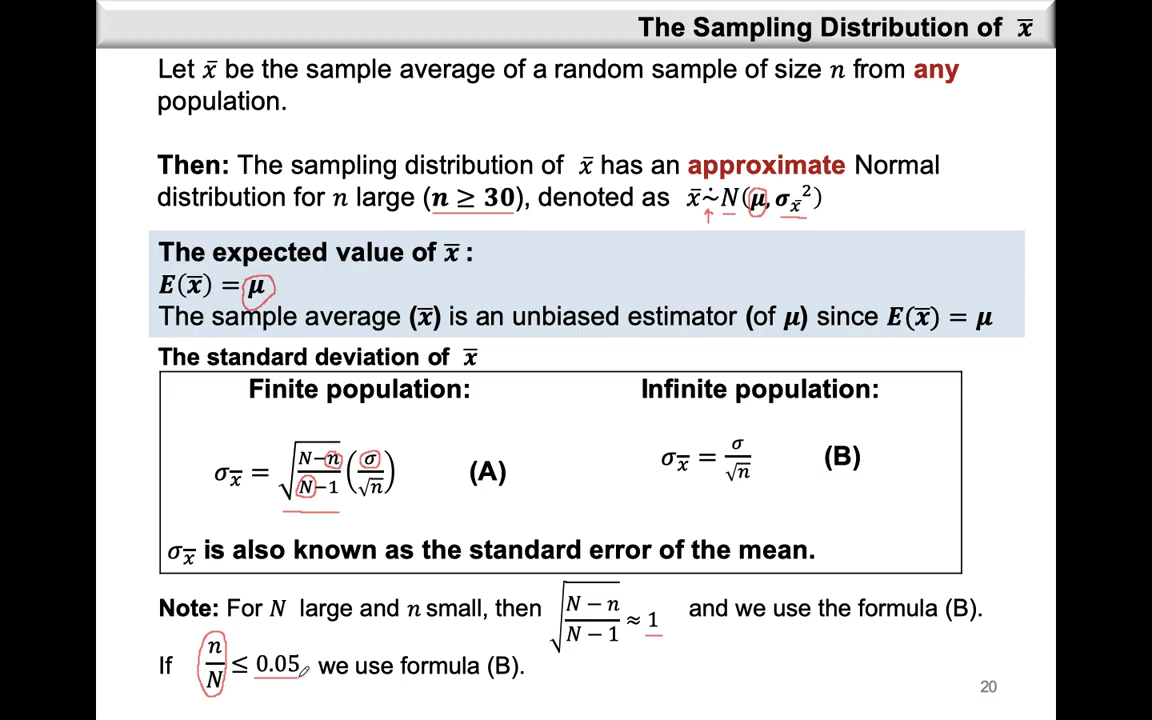 The Sampling Distribution of x̄
Let x̄ be the sample average of a random sample of size n from any
population.
Then: The sampling distribution of x̄ has an approximate Normal
distribution for n large (n ≥ 30), denoted as x̄ ∼̇ N(μ, σx̄²)
The expected value of x̄ :
E(x̄) = μ
The sample average (x̄) is an unbiased estimator (of μ) since E(x̄) = μ
The standard deviation of x̄
Finite population: Infinite population:
σx̄ = √((N−n)/(N−1)) (σ/√n) (A) σx̄ = σ/√n (B)
σx̄ is also known as the standard error of the mean.
Note: For N large and n small, then √((N − n)/(N − 1)) ≈ 1 and we use the formula (B).
If n/N ≤ 0.05, we use formula (B).
20